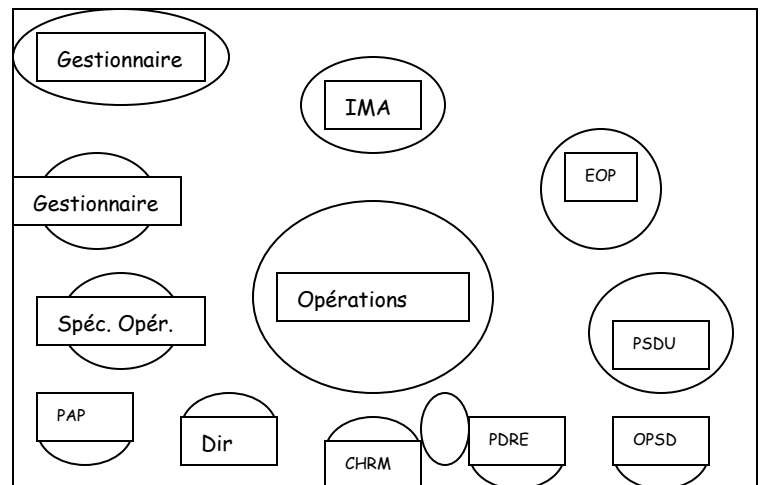 Gestionnaire
IMA
EOP
Gestionnaire
Opérations
Spéc. Opér.
PSDU
PAP
Dir
CHRM
PDRE
OPSD